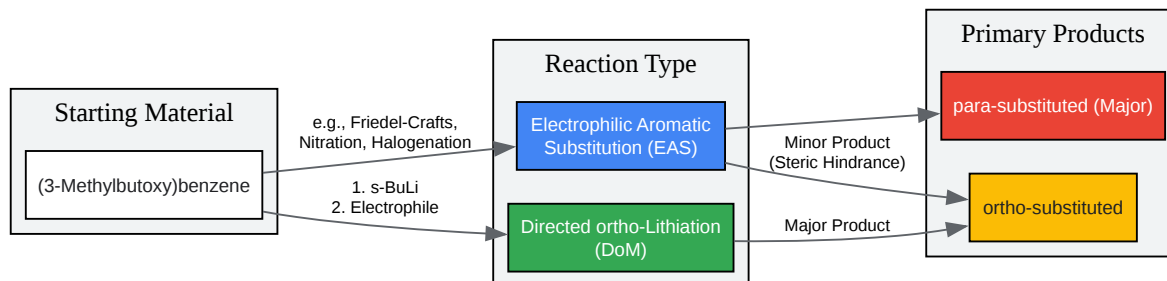 Starting Material
(3-Methylbutoxy)benzene
e.g., Friedel-Crafts,
Nitration, Halogenation
1. s-BuLi
2. Electrophile
Reaction Type
Electrophilic Aromatic
Substitution (EAS)
Directed ortho-Lithiation
(DoM)
Minor Product
(Steric Hindrance)
Major Product
Primary Products
para-substituted (Major)
ortho-substituted